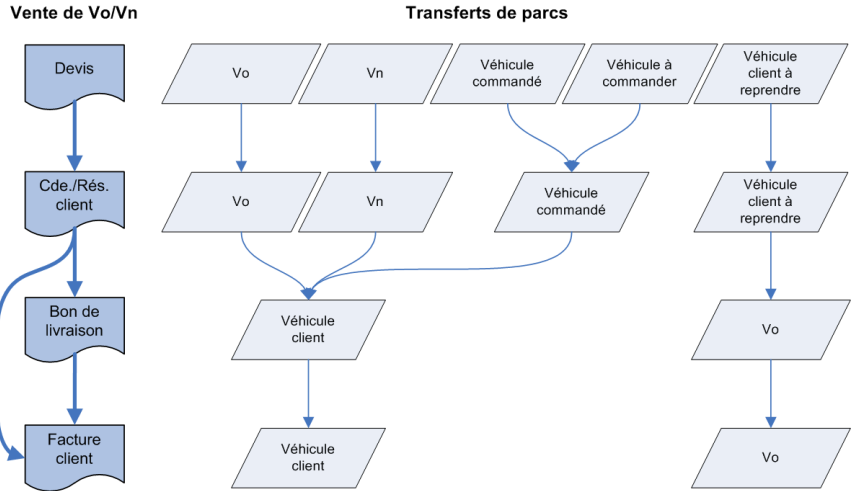 Vente de Vo/Vn
Transferts de parcs
Devis
Vo
Vn
Véhicule
commandé
Véhicule à
commander
Véhicule
client à
reprendre
Cde./Rés.
client
Vo
Vn
Véhicule
commandé
Véhicule
client à
reprendre
Bon de
livraison
Véhicule
client
Vo
Facture
client
Véhicule
client
Vo